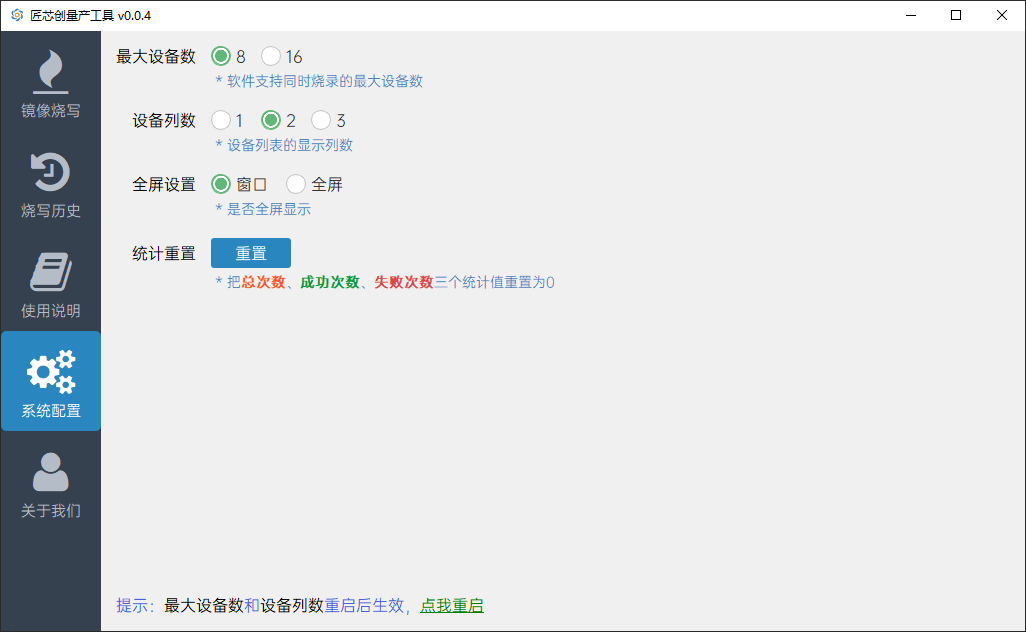 匠芯创量产工具 v0.0.4
镜像烧写
烧写历史
使用说明
系统配置
关于我们
最大设备数 8 16
* 软件支持同时烧录的最大设备数
设备列数 1 2 3
* 设备列表的显示列数
全屏设置 窗口 全屏
* 是否全屏显示
统计重置 重置
* 把总次数、成功次数、失败次数三个统计值重置为0
提示：最大设备数和设备列数重启后生效，点我重启